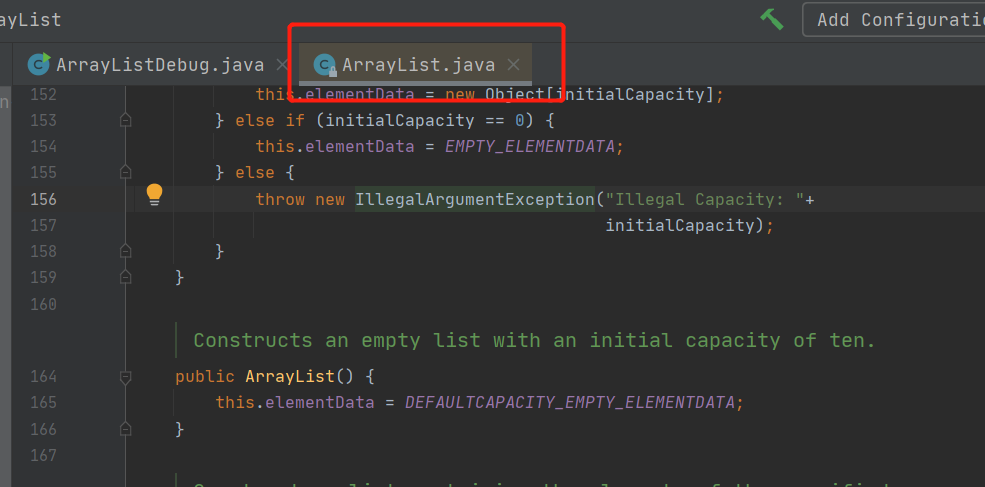 ayList
Add Configuratio
ArrayListDebug.java
ArrayList.java
152 this.elementData = new Object[initialCapacity];
153 } else if (initialCapacity == 0) {
154 this.elementData = EMPTY_ELEMENTDATA;
155 } else {
156 throw new IllegalArgumentException("Illegal Capacity: "+
157 initialCapacity);
158 }
159 }
160
Constructs an empty list with an initial capacity of ten.
164 public ArrayList() {
165 this.elementData = DEFAULTCAPACITY_EMPTY_ELEMENTDATA;
166 }
167